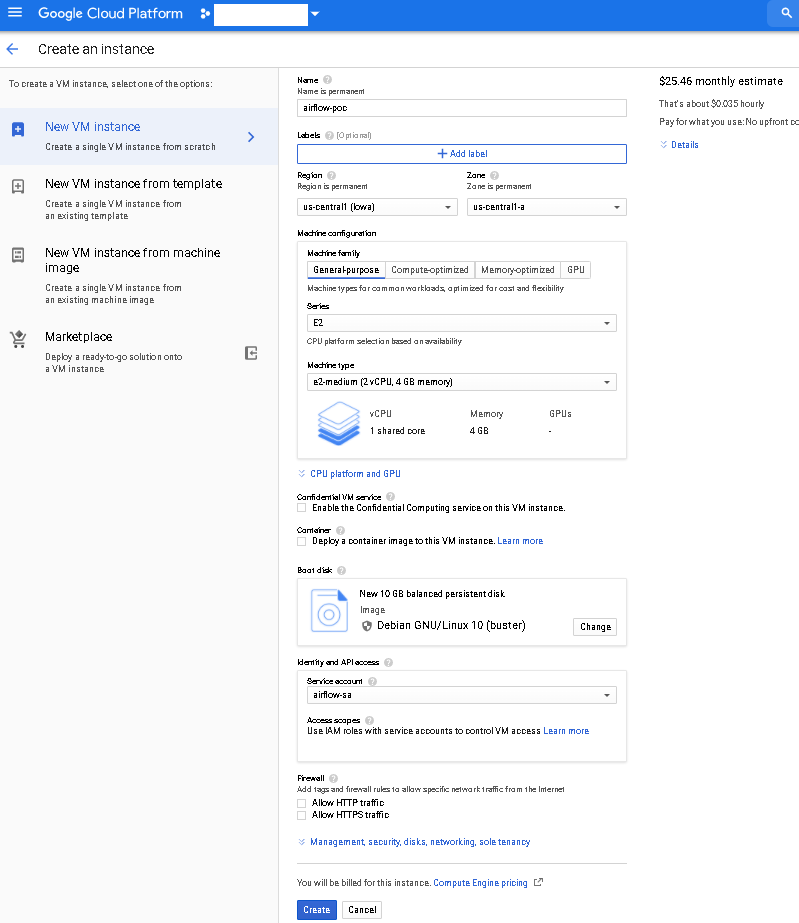 Google Cloud Platform
Create an instance
To create a VM instance, select one of the options:
New VM instance
Create a single VM instance from scratch
New VM instance from template
Create a single VM instance from
an existing template
New VM instance from machine
image
Create a single VM instance from
an existing machine image
Marketplace
Deploy a ready-to-go solution onto
a VM instance
Name
Name is permanent
airflow-poc
Labels (Optional)
Add label
Region
Region is permanent
us-central1 (Iowa)
Zone
Zone is permanent
us-central1-a
Machine configuration
Machine family
General-purpose Compute-optimized Memory-optimized GPU
Machine types for common workloads, optimized for cost and flexibility
Series
E2
CPU platform selection based on availability
Machine type
e2-medium (2 vCPU, 4 GB memory)
vCPU Memory GPUs
1 shared core 4 GB -
CPU platform and GPU
Confidential VM service
Enable the Confidential Computing service on this VM instance.
Container
Deploy a container image to this VM instance. Learn more
Boot disk
New 10 GB balanced persistent disk
Image
Debian GNU/Linux 10 (buster)
Change
Identity and API access
Service account
airflow-sa
Access scopes
Use IAM roles with service accounts to control VM access Learn more
Firewall
Add tags and firewall rules to allow specific network traffic from the Internet
Allow HTTP traffic
Allow HTTPS traffic
Management, security, disks, networking, sole tenancy
You will be billed for this instance. Compute Engine pricing
Create Cancel
$25.46 monthly estimate
That's about $0.035 hourly
Pay for what you use: No upfront co
Details